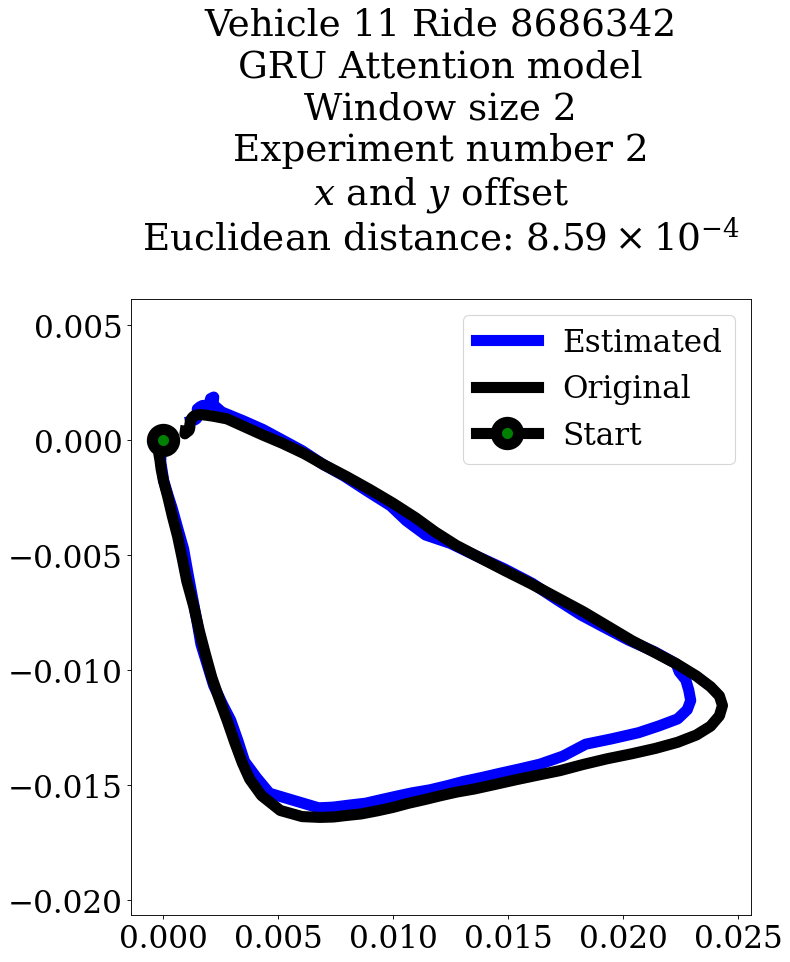 Vehicle 11 Ride 8686342
GRU Attention model
Window size 2
Experiment number 2
x and y offset
Euclidean distance: 8.59 × 10⁻⁴
0.005
0.000
−0.005
−0.010
−0.015
−0.020
Estimated
Original
Start
0.000 0.005 0.010 0.015 0.020 0.025